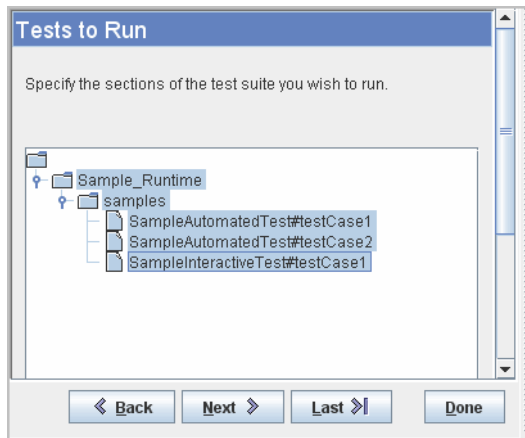 Tests to Run
Specify the sections of the test suite you wish to run.
Sample_Runtime
samples
SampleAutomatedTest#testCase1
SampleAutomatedTest#testCase2
SampleInteractiveTest#testCase1
Back Next Last Done